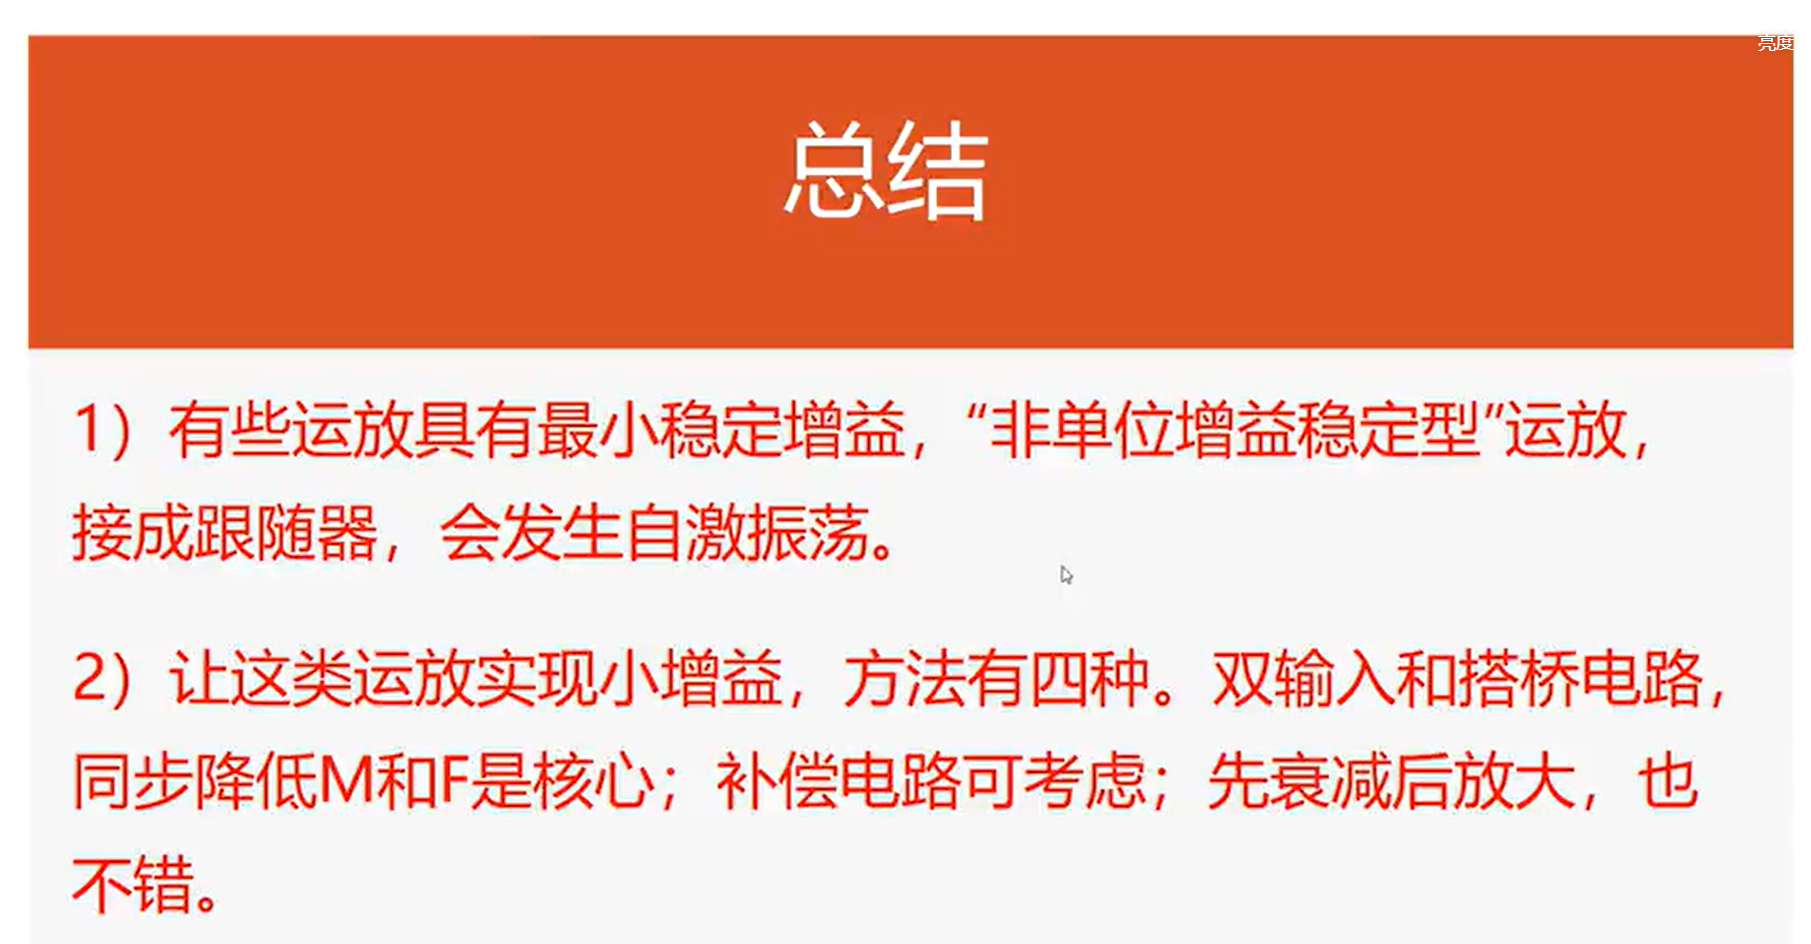 亮度
总结
1）有些运放具有最小稳定增益，“非单位增益稳定型”运放，
接成跟随器，会发生自激振荡。
2）让这类运放实现小增益，方法有四种。双输入和搭桥电路，
同步降低M和F是核心；补偿电路可考虑；先衰减后放大，也
不错。